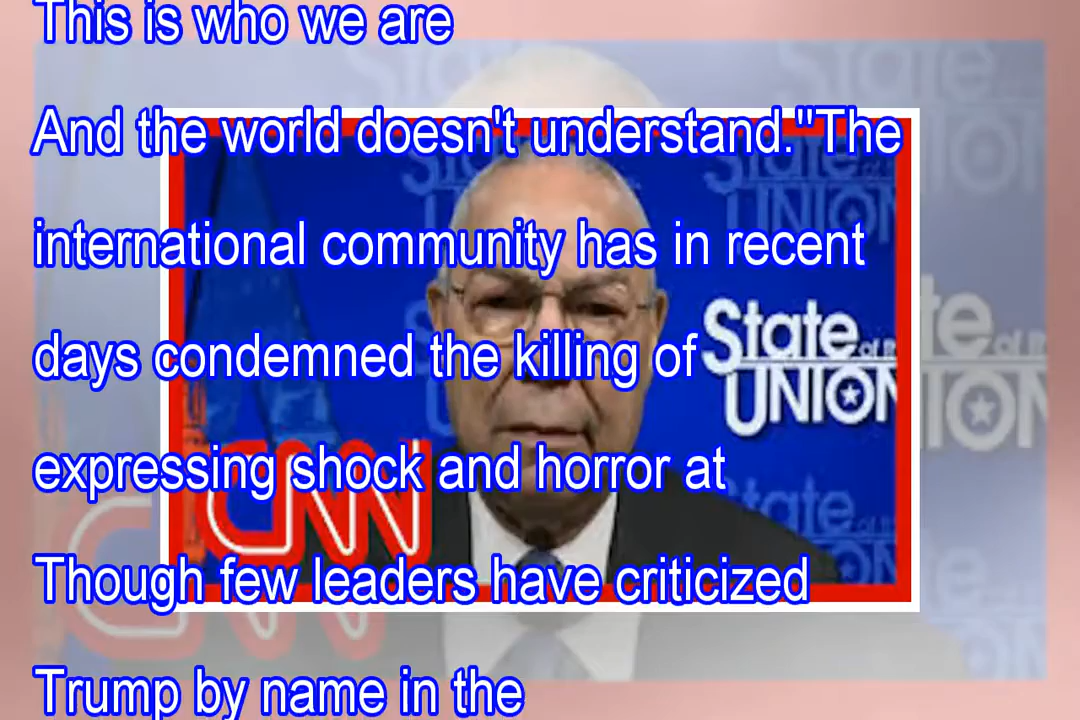 This is who we are
And the world doesn't understand."The
international community has in recent
days condemned the killing of
expressing shock and horror at
Though few leaders have criticized
Trump by name in the
State of the
UNION
CNN